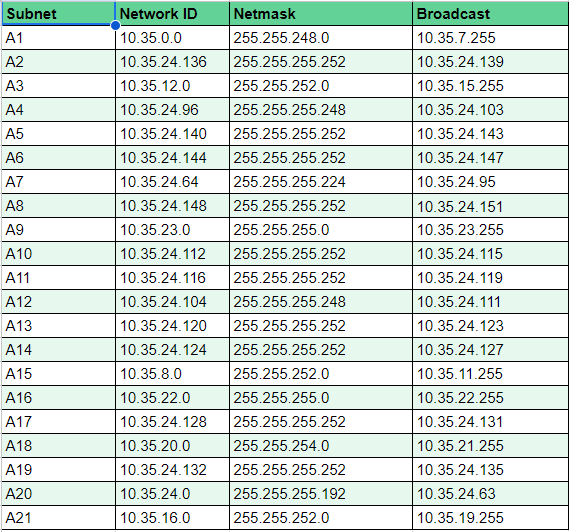 Subnet Network ID Netmask Broadcast
A1 10.35.0.0 255.255.248.0 10.35.7.255
A2 10.35.24.136 255.255.255.252 10.35.24.139
A3 10.35.12.0 255.255.252.0 10.35.15.255
A4 10.35.24.96 255.255.255.248 10.35.24.103
A5 10.35.24.140 255.255.255.252 10.35.24.143
A6 10.35.24.144 255.255.255.252 10.35.24.147
A7 10.35.24.64 255.255.255.224 10.35.24.95
A8 10.35.24.148 255.255.255.252 10.35.24.151
A9 10.35.23.0 255.255.255.0 10.35.23.255
A10 10.35.24.112 255.255.255.252 10.35.24.115
A11 10.35.24.116 255.255.255.252 10.35.24.119
A12 10.35.24.104 255.255.255.248 10.35.24.111
A13 10.35.24.120 255.255.255.252 10.35.24.123
A14 10.35.24.124 255.255.255.252 10.35.24.127
A15 10.35.8.0 255.255.252.0 10.35.11.255
A16 10.35.22.0 255.255.255.0 10.35.22.255
A17 10.35.24.128 255.255.255.252 10.35.24.131
A18 10.35.20.0 255.255.254.0 10.35.21.255
A19 10.35.24.132 255.255.255.252 10.35.24.135
A20 10.35.24.0 255.255.255.192 10.35.24.63
A21 10.35.16.0 255.255.252.0 10.35.19.255